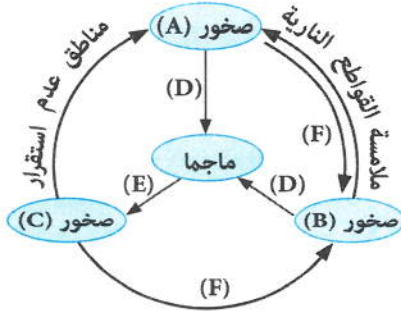 صخور (A)
مناطق عدم استقرار
ملامسة القواطع النارية
(D)
(F)
ماجما
(E)
(D)
صخور (C)
صخور (B)
(F)